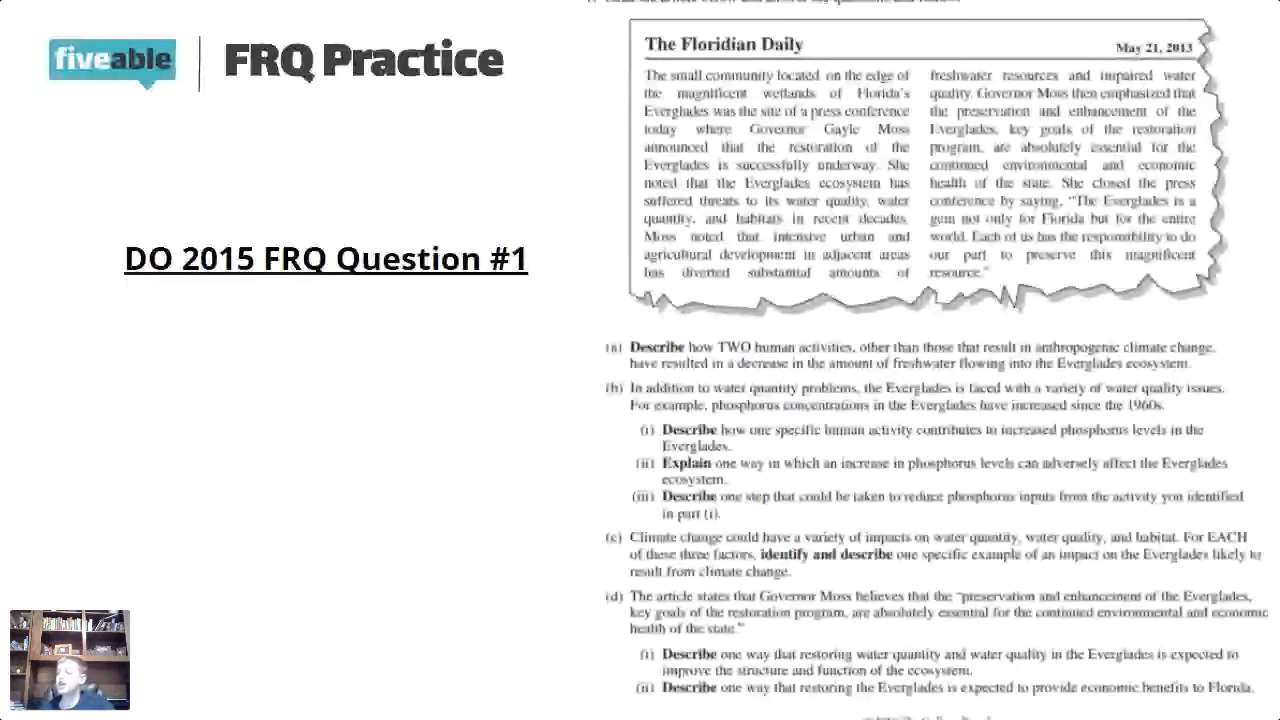 fiveable
FRQ Practice
DO 2015 FRQ Question #1
The Floridian Daily
May 21, 2013
The small community located on the edge of
the magnificent wetlands of Florida's
Everglades was the site of a press conference
today where Governor Gayle Moss
announced that the restoration of the
Everglades is successfully underway. She
noted that the Everglades ecosystem has
suffered threats to its water quality, water
quantity, and habitats in recent decades.
Moss noted that intensive urban and
agricultural development in adjacent areas
has diverted substantial amounts of
freshwater resources and impaired water
quality. Governor Moss then emphasized that
the preservation and enhancement of the
Everglades, key goals of the restoration
program, are absolutely essential for the
continued environmental and economic
health of the state. She closed the press
conference by saying, "The Everglades is a
gem not only for Florida but for the entire
world. Each of us has the responsibility to do
our part to preserve this magnificent
resource."
(a) Describe how TWO human activities, other than those that result in anthropogenic climate change,
have resulted in a decrease in the amount of freshwater flowing into the Everglades ecosystem.
(b) In addition to water quantity problems, the Everglades is faced with a variety of water quality issues.
For example, phosphorus concentrations in the Everglades have increased since the 1960s.
(i) Describe how one specific human activity contributes to increased phosphorus levels in the
Everglades.
(ii) Explain one way in which an increase in phosphorus levels can adversely affect the Everglades
ecosystem.
(iii) Describe one step that could be taken to reduce phosphorus inputs from the activity you identified
in part (i).
(c) Climate change could have a variety of impacts on water quantity, water quality, and habitat. For EACH
of these three factors, identify and describe one specific example of an impact on the Everglades likely to
result from climate change.
(d) The article states that Governor Moss believes that the "preservation and enhancement of the Everglades,
key goals of the restoration program, are absolutely essential for the continued environmental and economic
health of the state."
(i) Describe one way that restoring water quantity and water quality in the Everglades is expected to
improve the structure and function of the ecosystem.
(ii) Describe one way that restoring the Everglades is expected to provide economic benefits to Florida.